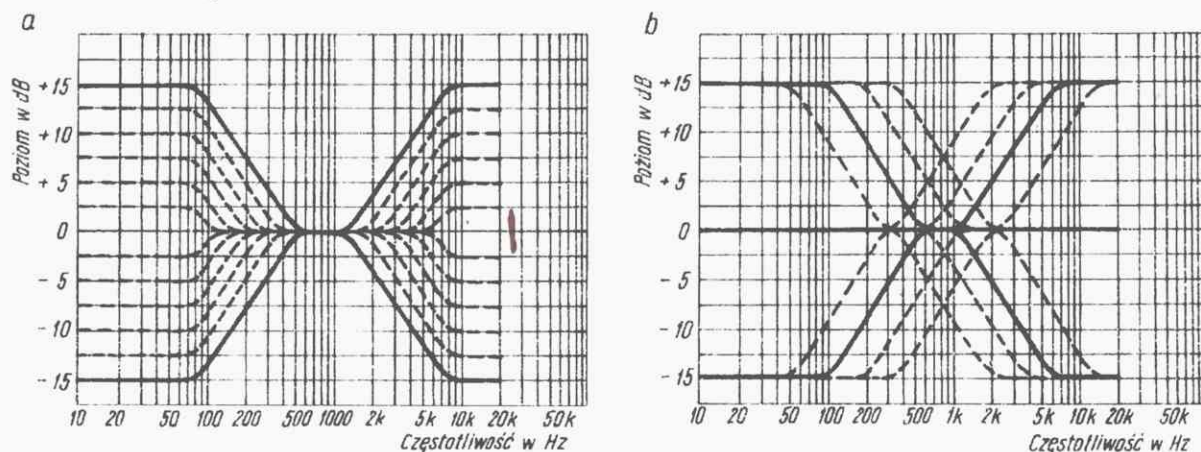 a
Poziom w dB
+15
+10
+5
0
-5
-10
-15
10 20 50 100 200 500 1000 2k 5k 10k 20k 50k
Częstotliwość w Hz
b
Poziom w dB
+15
+10
+5
0
-5
-10
-15
10 20 50 100 200 500 1k 2k 5k 10k 20k 50k
Częstotliwość w Hz